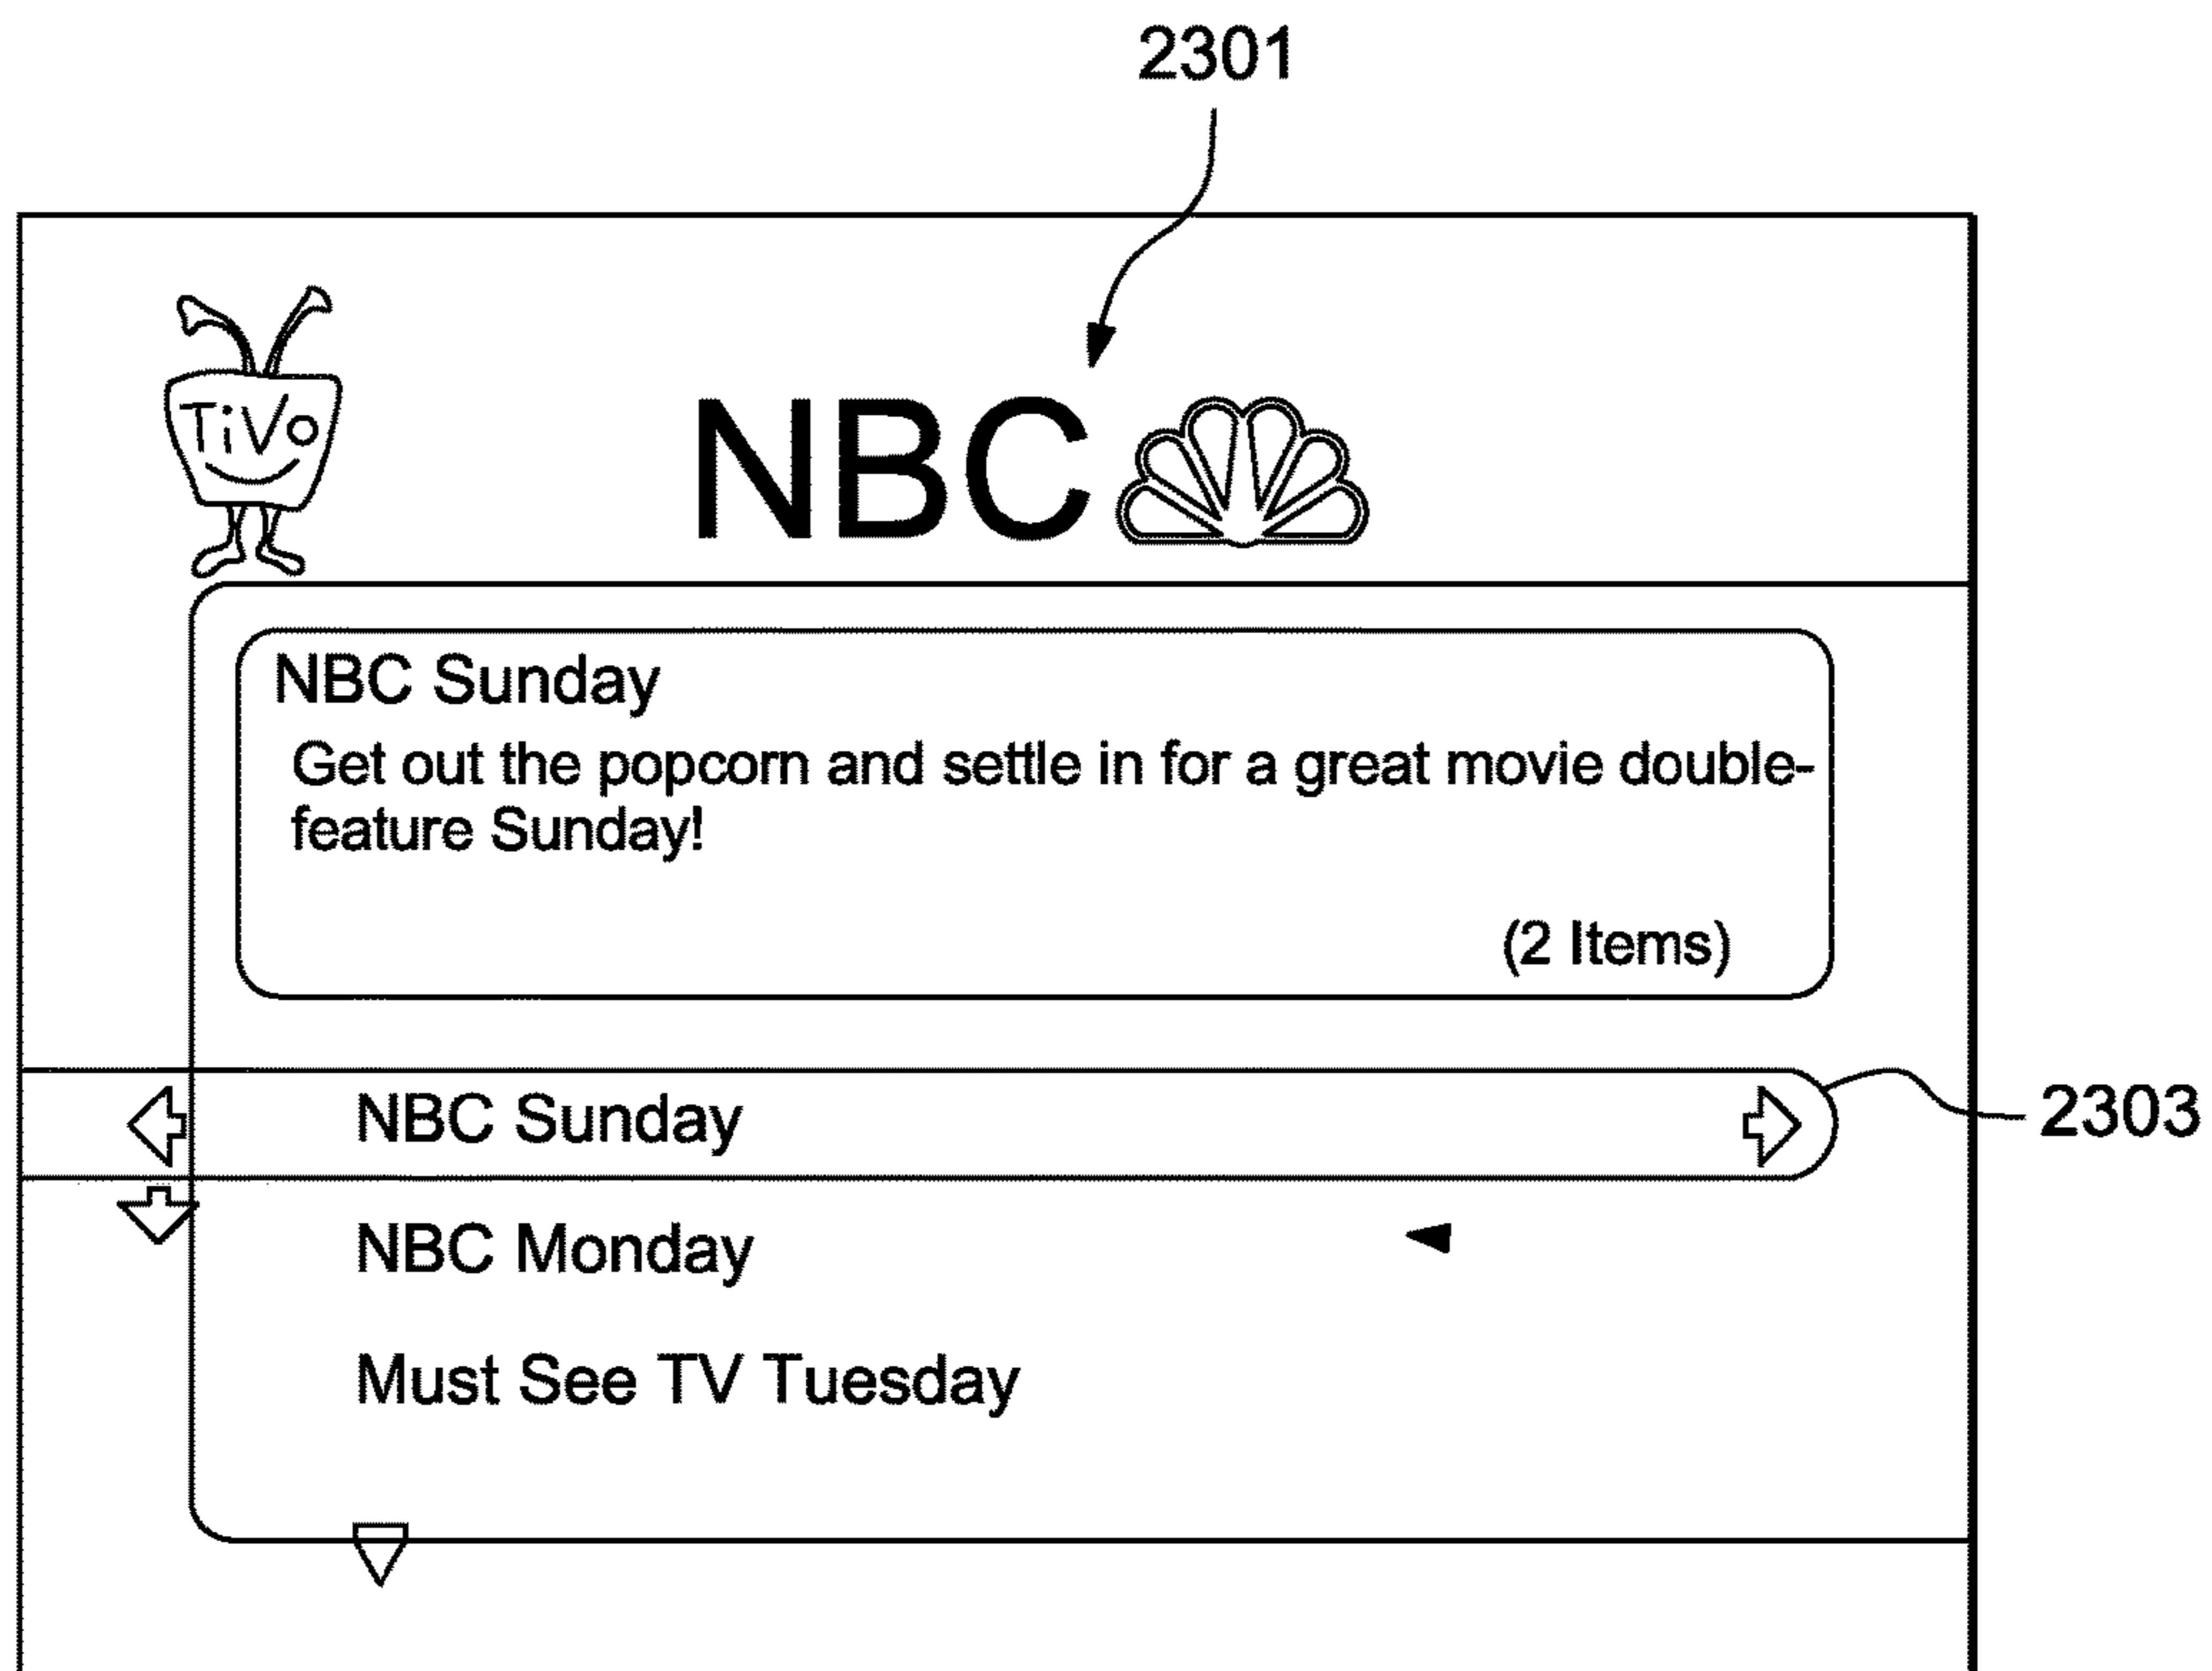 2301
TiVo
NBC
NBC Sunday
Get out the popcorn and settle in for a great movie double-
feature Sunday!
(2 Items)
NBC Sunday
2303
NBC Monday
Must See TV Tuesday